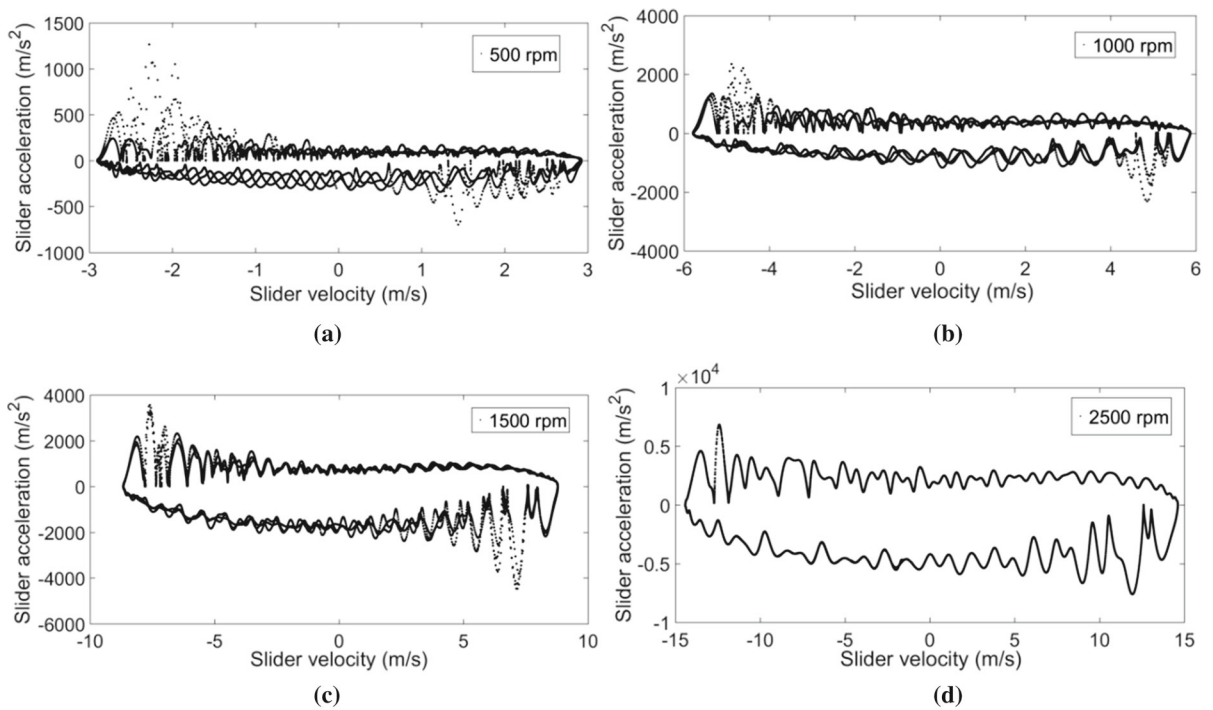 1500
1000
500
0
-500
-1000
Slider acceleration (m/s²)
500 rpm
-3 -2 -1 0 1 2 3
Slider velocity (m/s)
(a)
4000
2000
0
-2000
-4000
Slider acceleration (m/s²)
1000 rpm
-6 -4 -2 0 2 4 6
Slider velocity (m/s)
(b)
4000
2000
0
-2000
-4000
-6000
Slider acceleration (m/s²)
1500 rpm
-10 -5 0 5 10
Slider velocity (m/s)
(c)
×10⁴
1
0.5
0
-0.5
-1
Slider acceleration (m/s²)
2500 rpm
-15 -10 -5 0 5 10 15
Slider velocity (m/s)
(d)